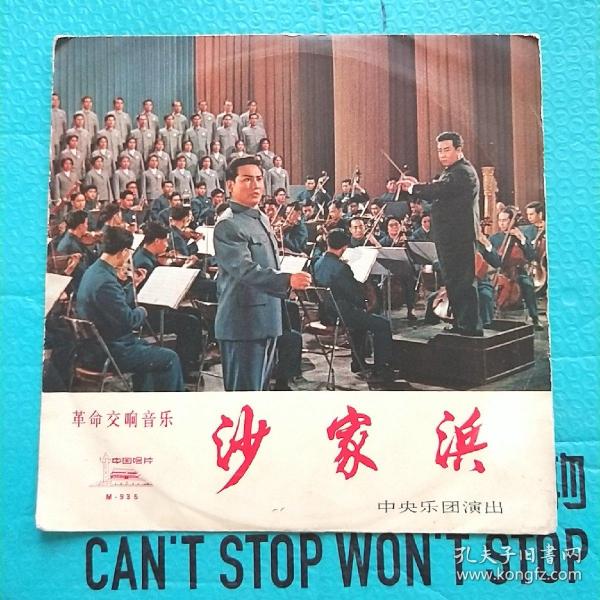 革命交响音乐
沙家浜
中国唱片
M-935
中央乐团演出
CAN'T STOP WON'T STOP
孔夫子旧书网
www.kongfz.com